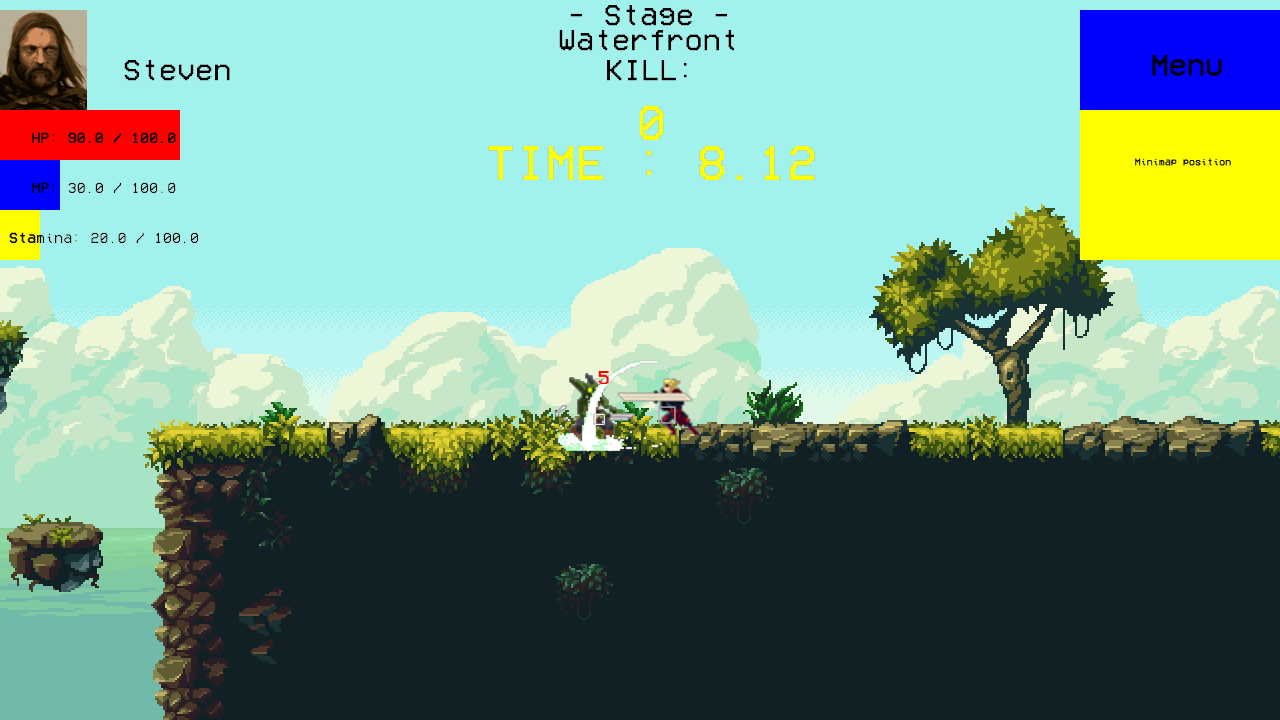 - Stage -
Waterfront
KILL:
0
TIME : 8.12
Steven
HP: 90.0 / 100.0
MP: 30.0 / 100.0
Stamina: 20.0 / 100.0
Menu
Minimap position
5